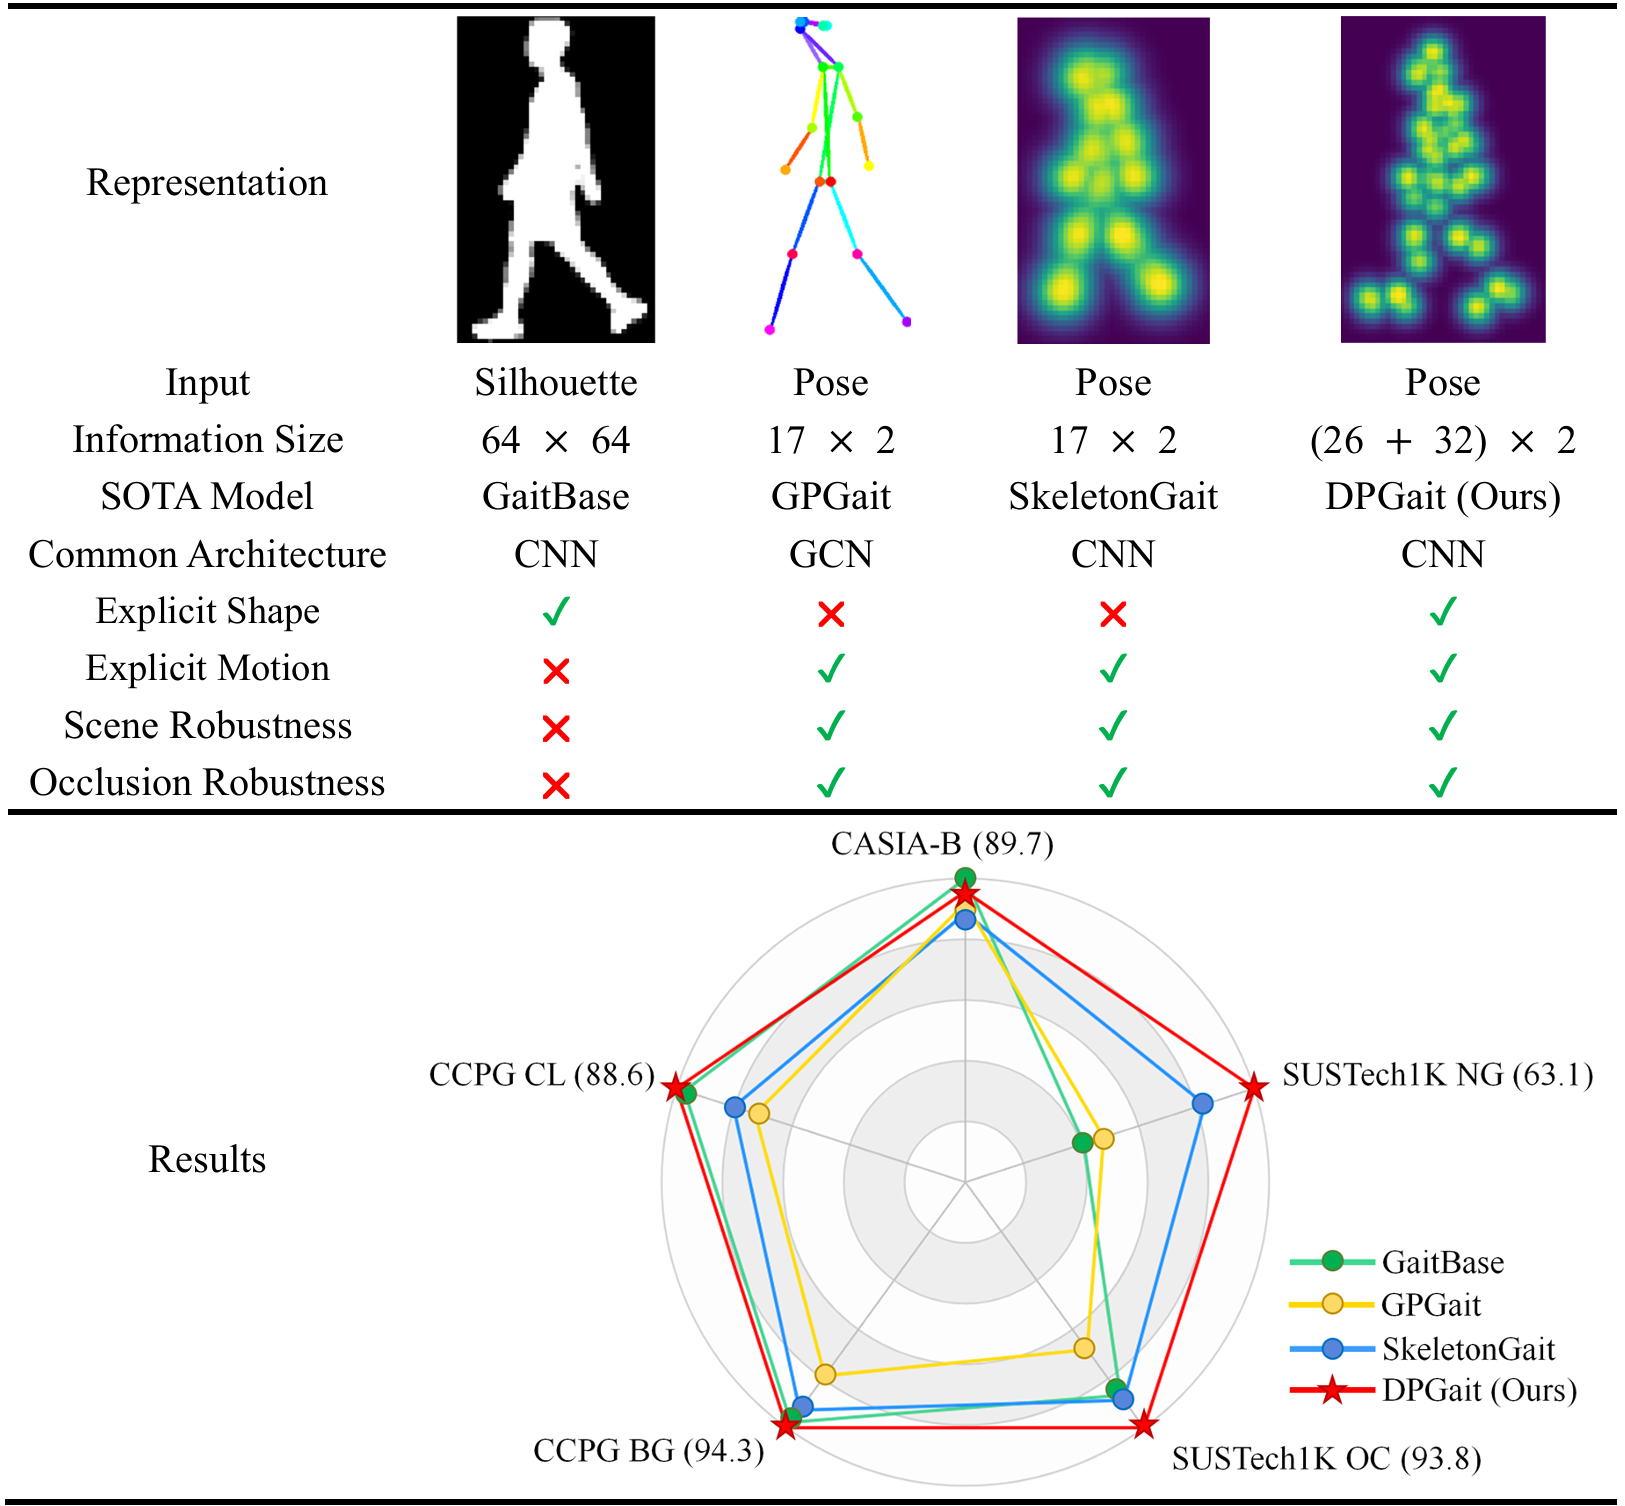 Representation
Input Silhouette Pose Pose Pose
Information Size 64 × 64 17 × 2 17 × 2 (26 + 32) × 2
SOTA Model GaitBase GPGait SkeletonGait DPGait (Ours)
Common Architecture CNN GCN CNN CNN
Explicit Shape ✓ ✗ ✗ ✓
Explicit Motion ✗ ✓ ✓ ✓
Scene Robustness ✗ ✓ ✓ ✓
Occlusion Robustness ✗ ✓ ✓ ✓
CASIA-B (89.7)
CCPG CL (88.6)
SUSTech1K NG (63.1)
Results
GaitBase
GPGait
SkeletonGait
DPGait (Ours)
CCPG BG (94.3)
SUSTech1K OC (93.8)